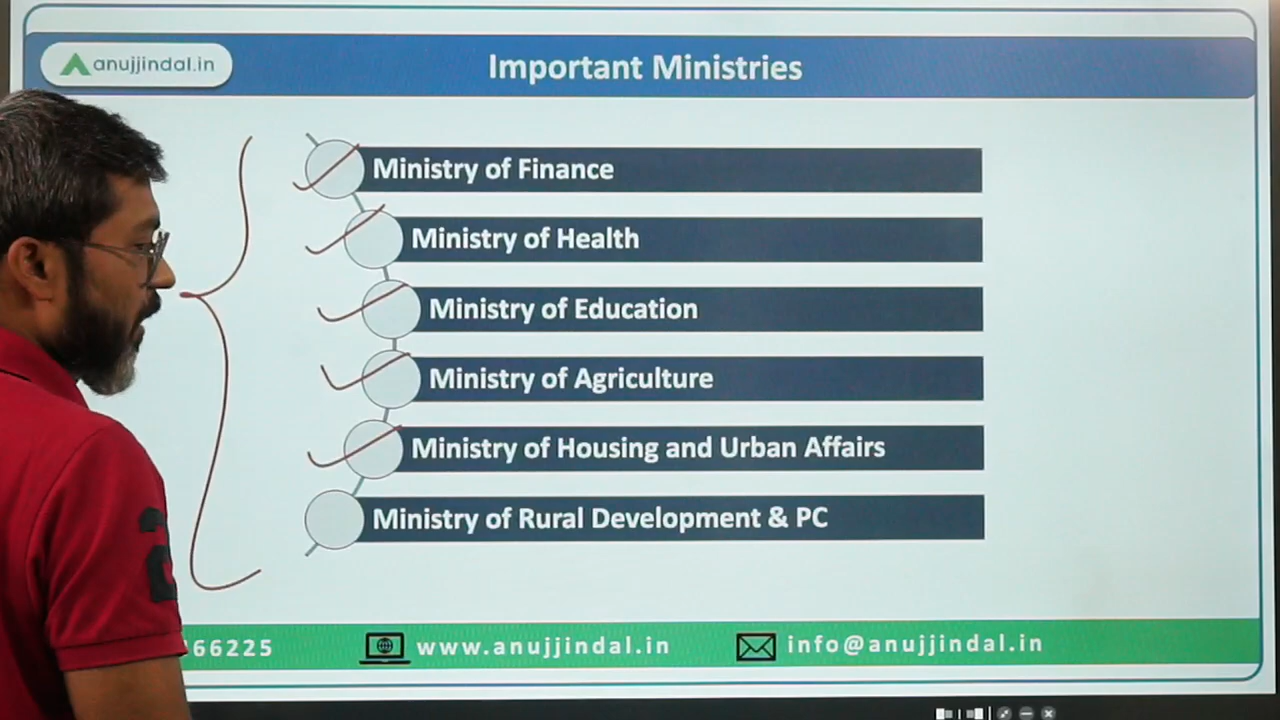 anujjindal.in
Important Ministries
Ministry of Finance
Ministry of Health
Ministry of Education
Ministry of Agriculture
Ministry of Housing and Urban Affairs
Ministry of Rural Development & PC
66225 www.anujjindal.in info@anujjindal.in